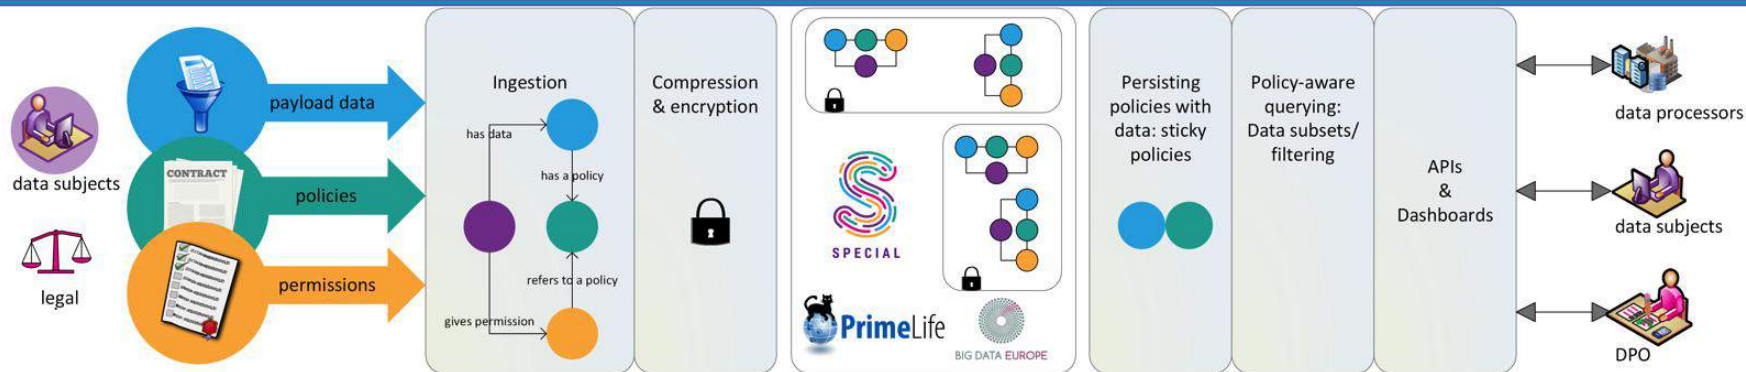 data subjects
legal
CONTRACT
payload data
policies
permissions
Ingestion
has data
has a policy
refers to a policy
gives permission
Compression
& encryption
SPECIAL
PrimeLife
BIG DATA EUROPE
Persisting
policies with
data: sticky
policies
Policy-aware
querying:
Data subsets/
filtering
APIs
&
Dashboards
data processors
data subjects
DPO